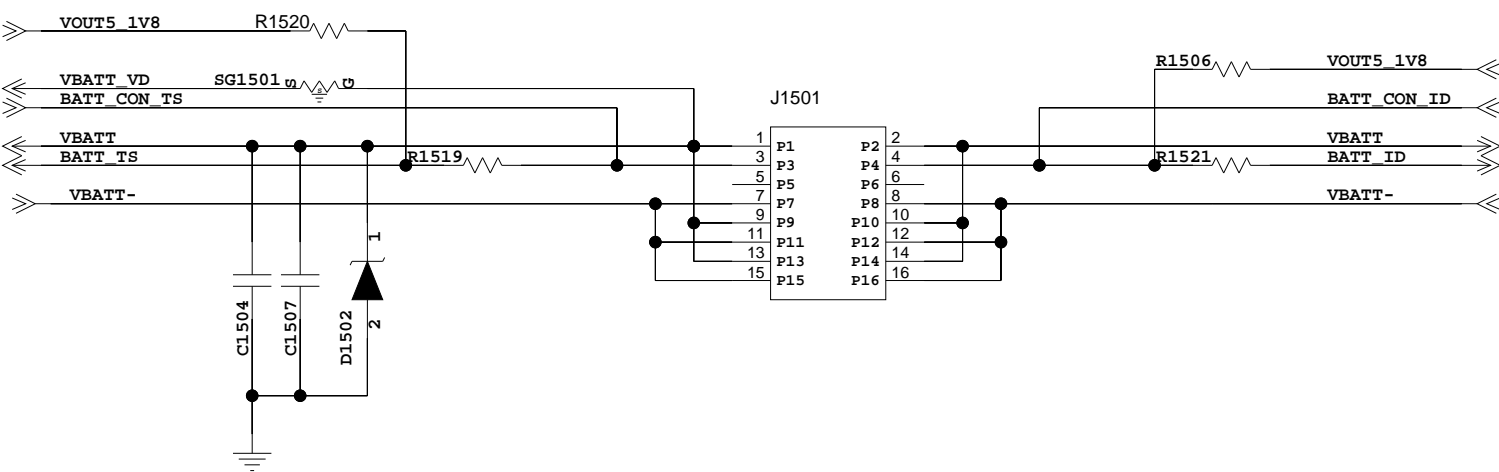 VOUT5_1V8 R1520
R1506 VOUT5_1V8
VBATT_VD SG1501 S s G
BATT_CON_TS J1501 BATT_CON_ID
VBATT 1 P1 P2 2 VBATT
BATT_TS R1519 3 P3 P4 4 R1521 BATT_ID
5 P5 P6 6
VBATT- 7 P7 P8 8 VBATT-
9 P9 P10 10
11 P11 P12 12
13 P13 P14 14
15 P15 P16 16
C1504
C1507
D1502
1
2